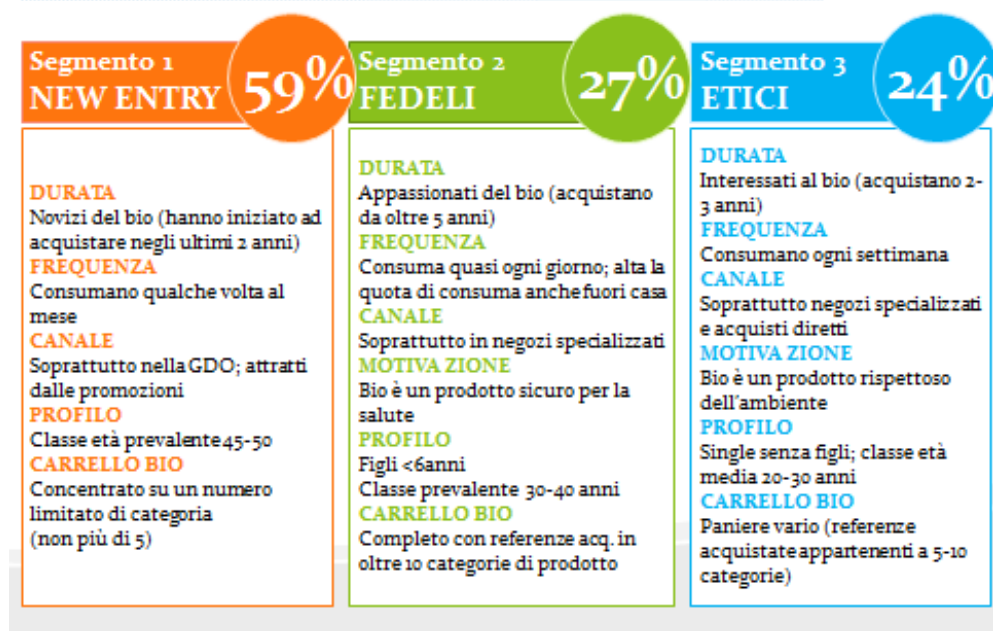 Segmento 1
NEW ENTRY
59%
DURATA
Novizi del bio (hanno iniziato ad
acquistare negli ultimi 2 anni)
FREQUENZA
Consumano qualche volta al
mese
CANALE
Soprattutto nella GDO; attratti
dalle promozioni
PROFILO
Classe età prevalente 45-50
CARRELLO BIO
Concentrato su un numero
limitato di categoria
(non più di 5)
Segmento 2
FEDELI
27%
DURATA
Appassionati del bio (acquistano
da oltre 5 anni)
FREQUENZA
Consuma quasi ogni giorno; alta la
quota di consuma anche fuori casa
CANALE
Soprattutto in negozi specializzati
MOTIVA ZIONE
Bio è un prodotto sicuro per la
salute
PROFILO
Figli <6anni
Classe prevalente 30-40 anni
CARRELLO BIO
Completo con referenze acq. in
oltre 10 categorie di prodotto
Segmento 3
ETICI
24%
DURATA
Interessati al bio (acquistano 2-
3 anni)
FREQUENZA
Consumano ogni settimana
CANALE
Soprattutto negozi specializzati
e acquisti diretti
MOTIVA ZIONE
Bio è un prodotto rispettoso
dell'ambiente
PROFILO
Single senza figli; classe età
media 20-30 anni
CARRELLO BIO
Paniere vario (referenze
acquistate appartenenti a 5-10
categorie)